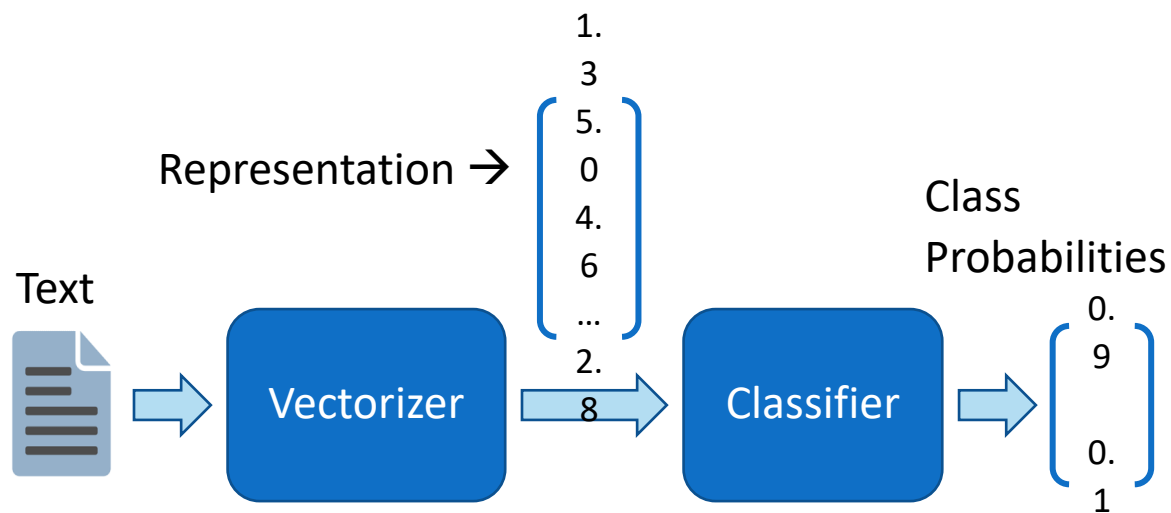 1.
3
5.
0
4.
6
...
2.
8
Representation →
Class
Probabilities
0.
9
0.
1
Text
Vectorizer
Classifier